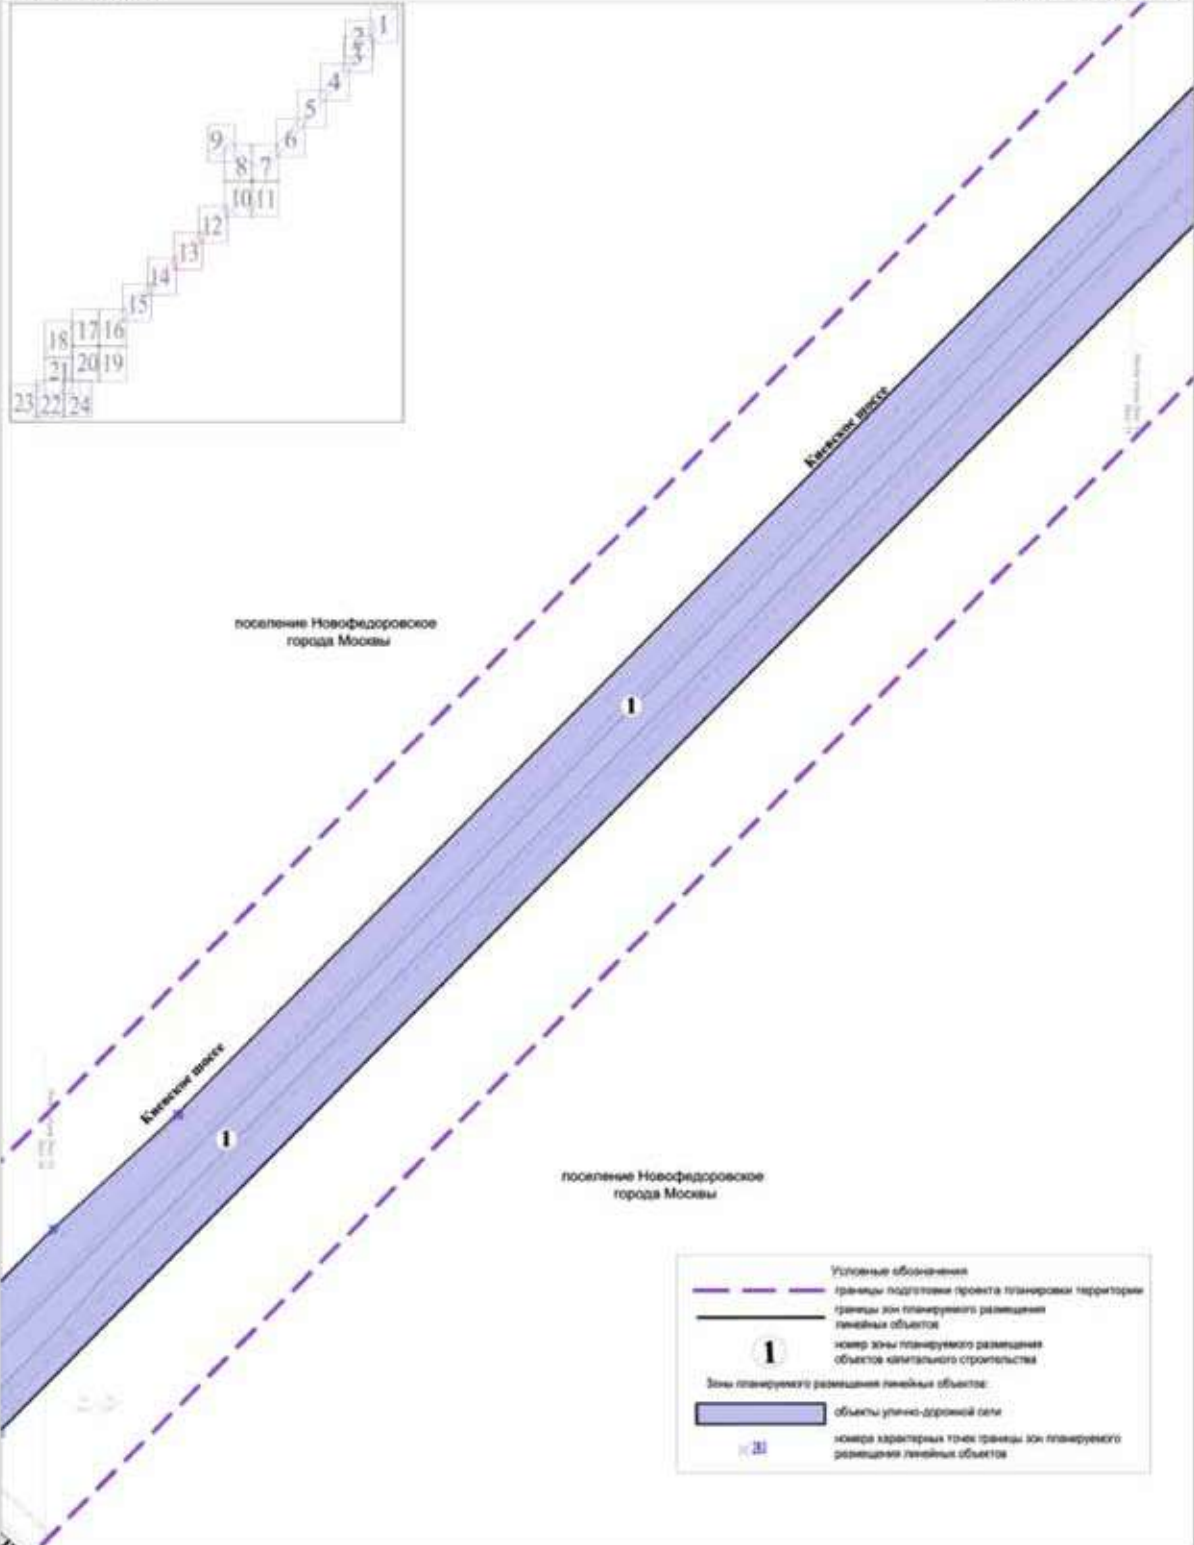 1
2
3
4
5
6
9
8
7
10
11
12
13
14
15
17
16
18
20
19
21
23
22
24
Киевское шоссе
поселение Новофедоровское
города Москвы
1
Киевское шоссе
1
поселение Новофедоровское
города Москвы
Условные обозначения
границы подготовки проекта планировки территории
границы зон планируемого размещения
линейных объектов
1
номер зоны планируемого размещения
объектов капитального строительства
Зоны планируемого размещения линейных объектов:
объекты улично-дорожной сети
номера характерных точек границы зон планируемого
размещения линейных объектов